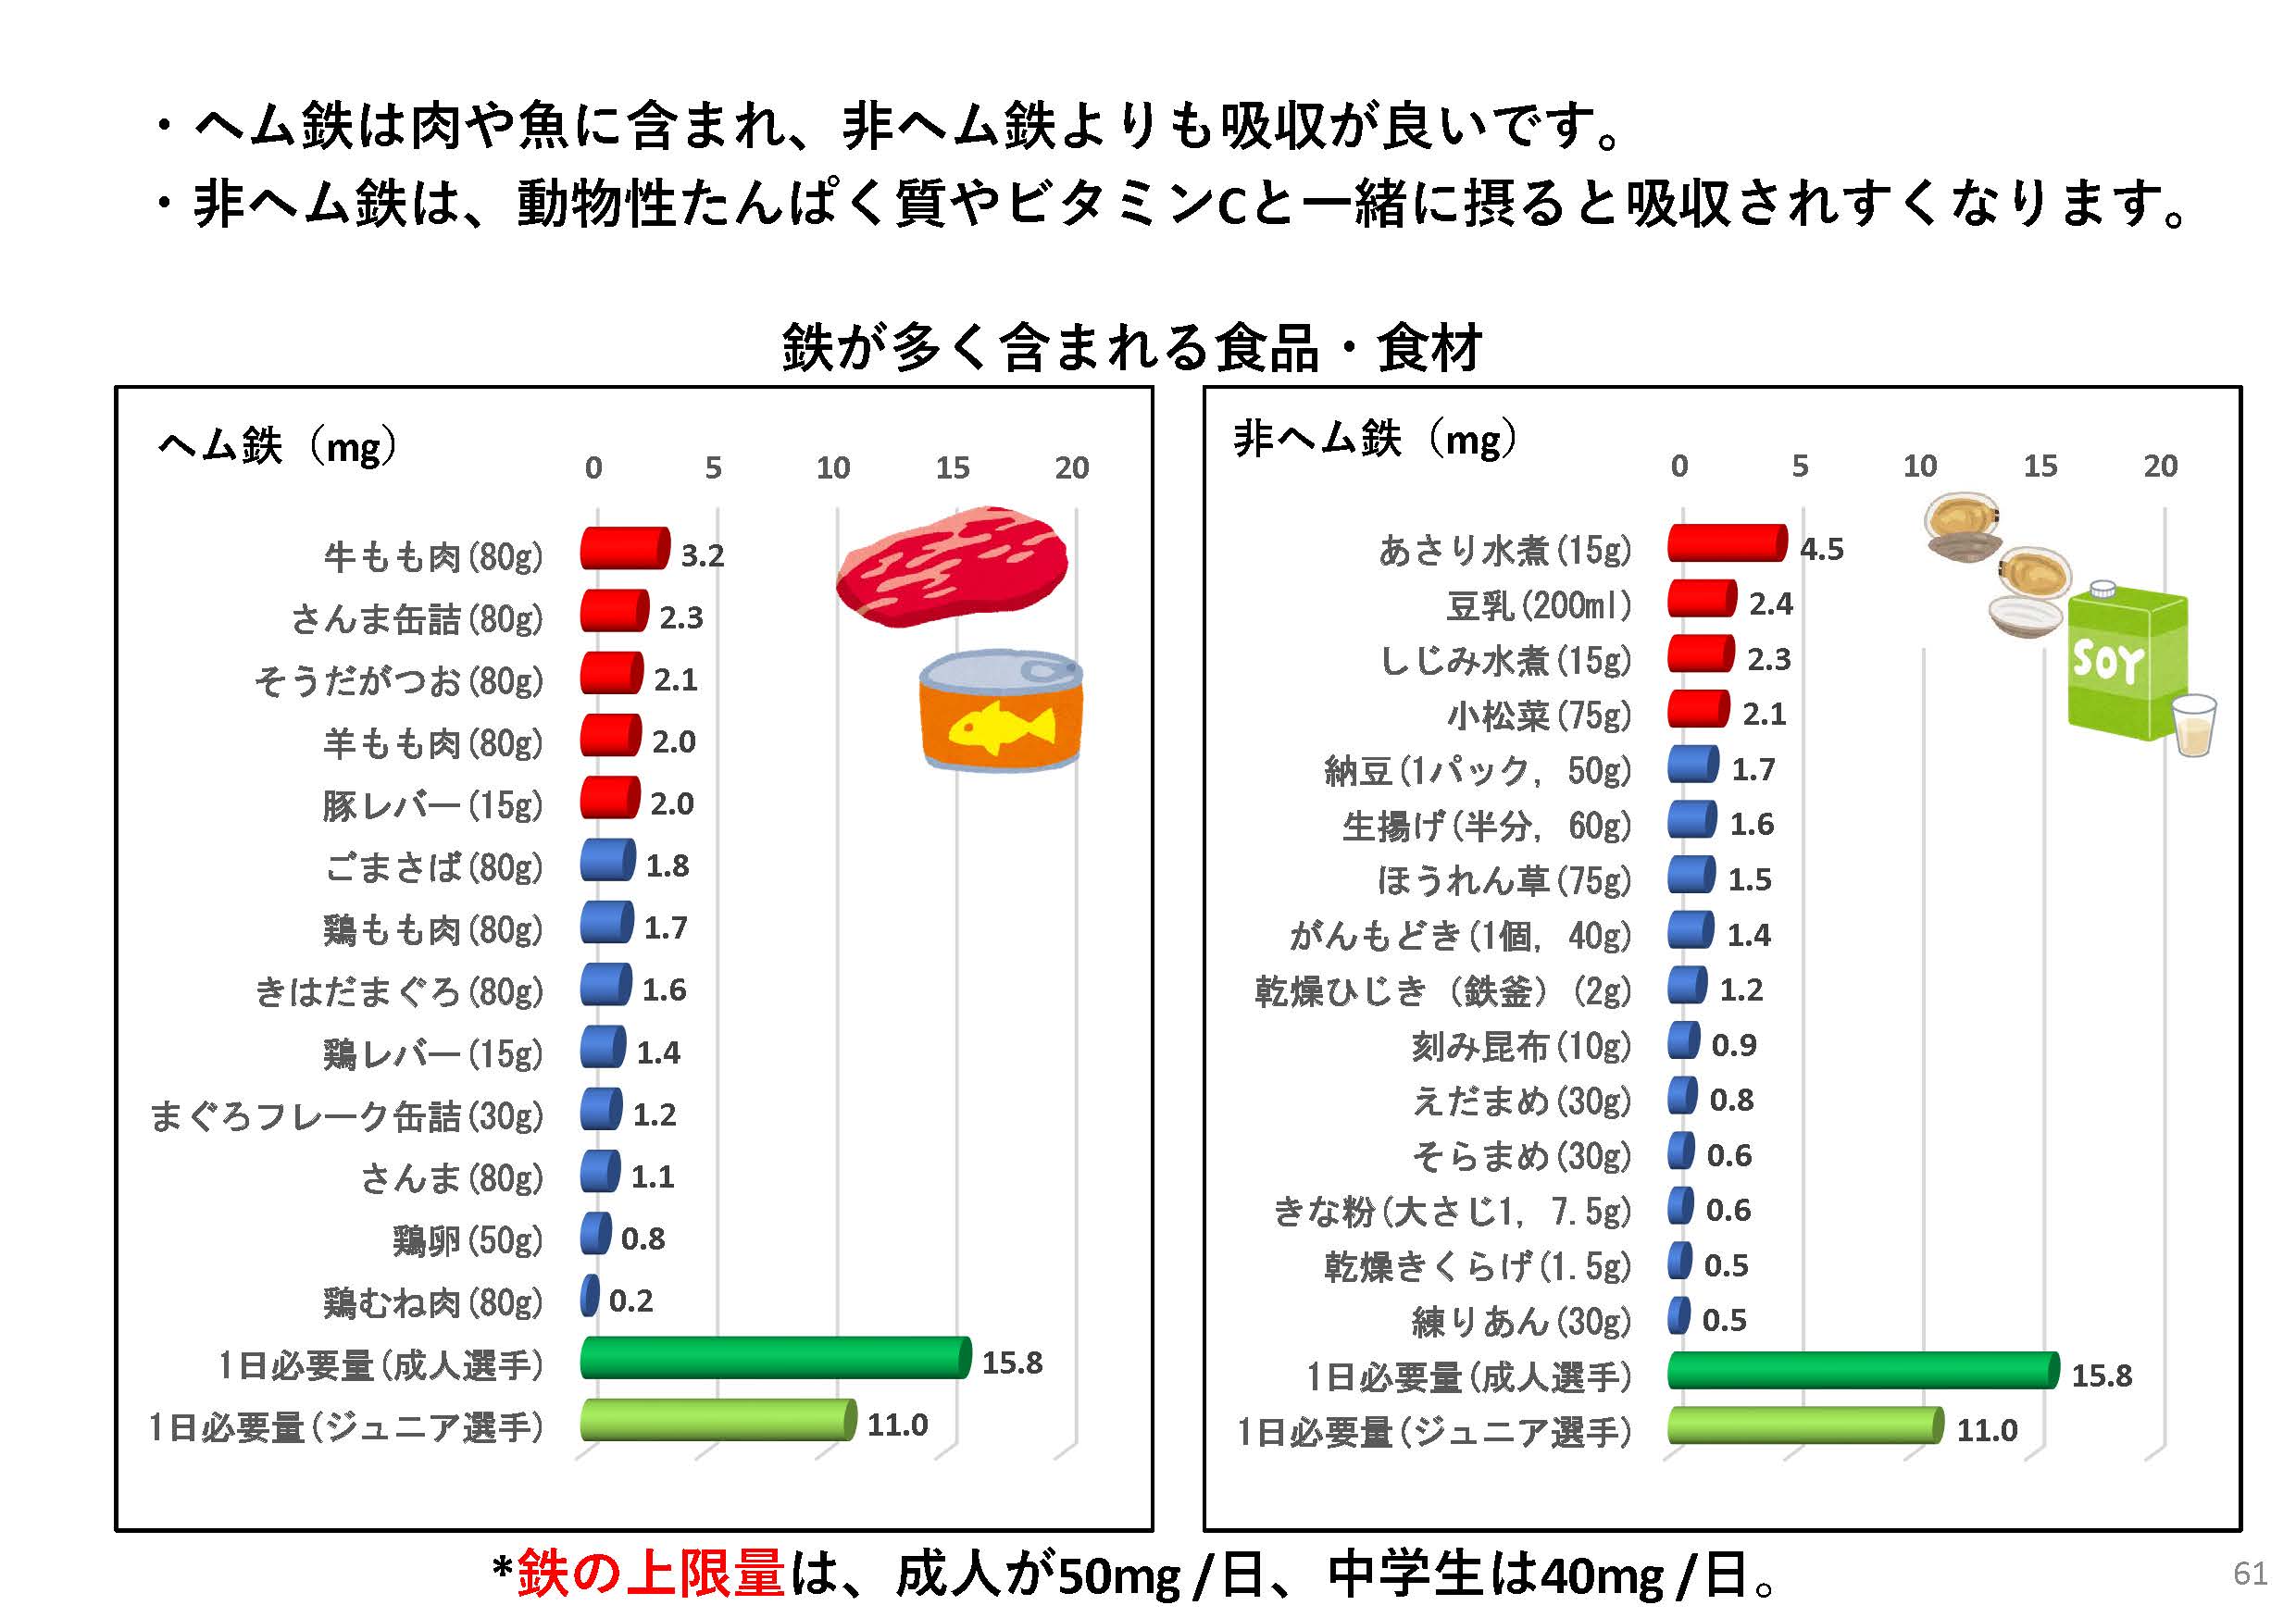 ・ヘム鉄は肉や魚に含まれ、非ヘム鉄よりも吸収が良いです。
・非ヘム鉄は、動物性たんぱく質やビタミンCと一緒に摂ると吸収されすくなります。
鉄が多く含まれる食品・食材
ヘム鉄（mg）
0 5 10 15 20
牛もも肉(80g) 3.2
さんま缶詰(80g) 2.3
そうだがつお(80g) 2.1
羊もも肉(80g) 2.0
豚レバー(15g) 2.0
ごまさば(80g) 1.8
鶏もも肉(80g) 1.7
きはだまぐろ(80g) 1.6
鶏レバー(15g) 1.4
まぐろフレーク缶詰(30g) 1.2
さんま(80g) 1.1
鶏卵(50g) 0.8
鶏むね肉(80g) 0.2
1日必要量(成人選手) 15.8
1日必要量(ジュニア選手) 11.0
非ヘム鉄（mg）
0 5 10 15 20
あさり水煮(15g) 4.5
豆乳(200ml) 2.4
しじみ水煮(15g) 2.3
小松菜(75g) 2.1
納豆(1パック, 50g) 1.7
生揚げ(半分, 60g) 1.6
ほうれん草(75g) 1.5
がんもどき(1個, 40g) 1.4
乾燥ひじき（鉄釜）(2g) 1.2
刻み昆布(10g) 0.9
えだまめ(30g) 0.8
そらまめ(30g) 0.6
きな粉(大さじ1, 7.5g) 0.6
乾燥きくらげ(1.5g) 0.5
練りあん(30g) 0.5
1日必要量(成人選手) 15.8
1日必要量(ジュニア選手) 11.0
SOY
*鉄の上限量は、成人が50mg /日、中学生は40mg /日。
61